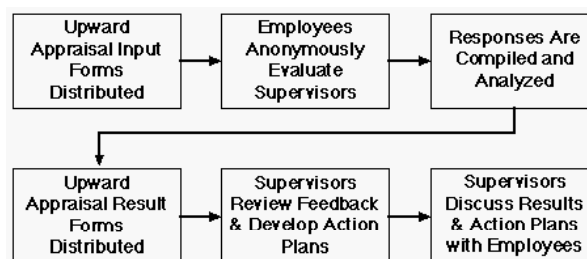 Upward
Appraisal Input
Forms
Distributed
Employees
Anonymously
Evaluate
Supervisors
Responses Are
Compiled and
Analyzed
Upward
Appraisal Result
Forms
Distributed
Supervisors
Review Feedback
& Develop Action
Plans
Supervisors
Discuss Results
& Action Plans
with Employees